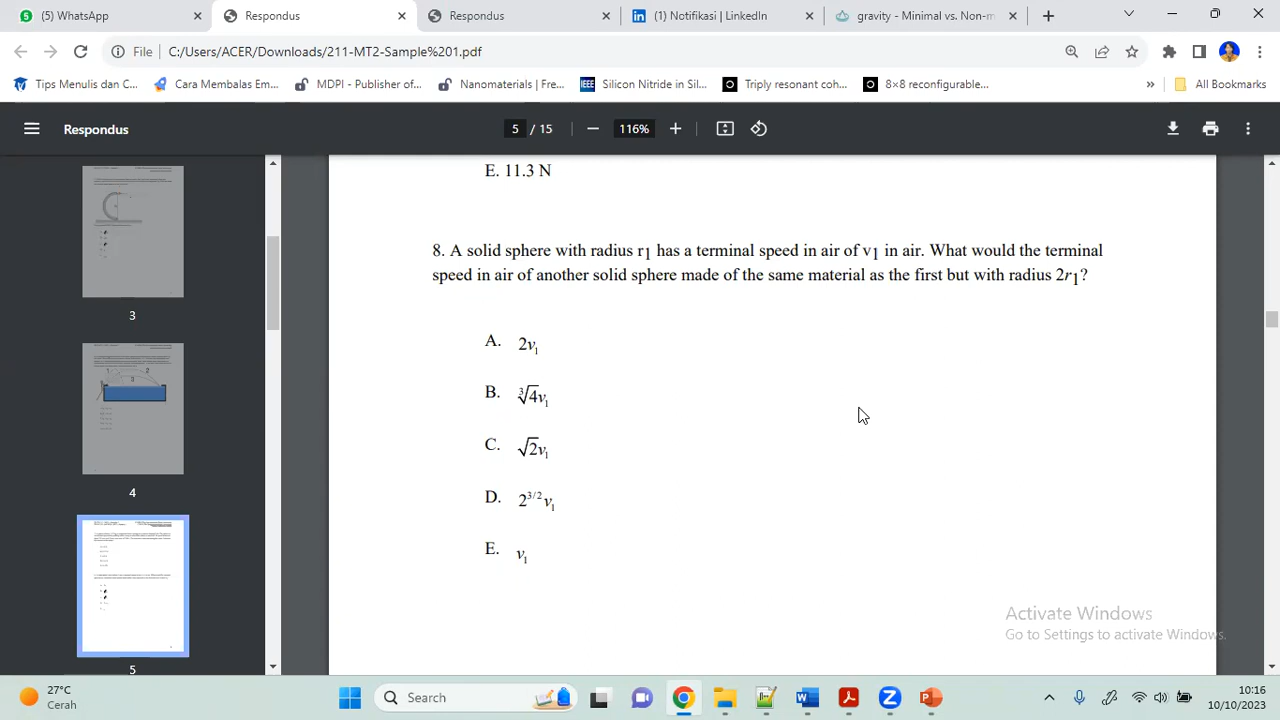 (5) WhatsApp
Respondus
Respondus
(1) Notifikasi | LinkedIn
gravity - Minimal vs. Non-m
File C:/Users/ACER/Downloads/211-MT2-Sample%201.pdf
Tips Menulis dan C...
Cara Membalas Em...
MDPI - Publisher of...
Nanomaterials | Fre...
IEEE Silicon Nitride in Sil...
Triply resonant coh...
8×8 reconfigurable...
» All Bookmarks
Respondus
5 / 15
116%
3
4
5
E. 11.3 N
8. A solid sphere with radius r₁ has a terminal speed in air of v₁ in air. What would the terminal
speed in air of another solid sphere made of the same material as the first but with radius 2r₁?
A. 2v₁
B. ∛4v₁
C. √2v₁
D. 2^{3/2} v₁
E. v₁
Activate Windows
Go to Settings to activate Windows.
27°C
Cerah
Search
10:16
10/10/2023